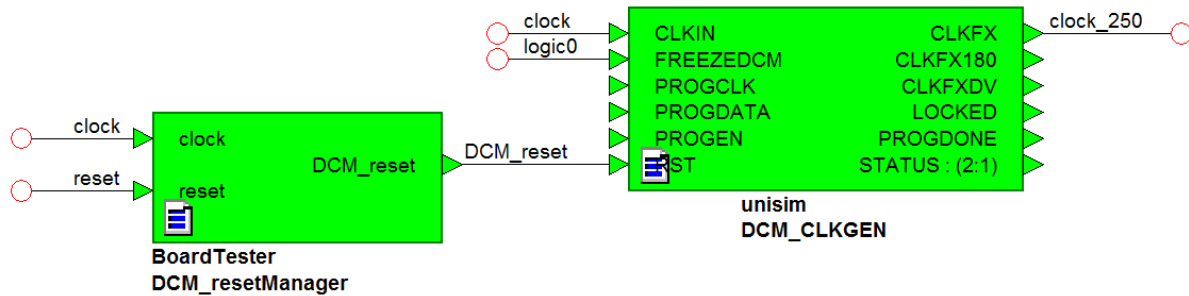 clock
logic0
CLKIN
FREEZEDCM
PROGCLK
PROGDATA
PROGEN
RST
CLKFX
CLKFX180
CLKFXDV
LOCKED
PROGDONE
STATUS : (2:1)
clock_250
unisim
DCM_CLKGEN
clock
reset
clock
reset
DCM_reset
DCM_reset
BoardTester
DCM_resetManager